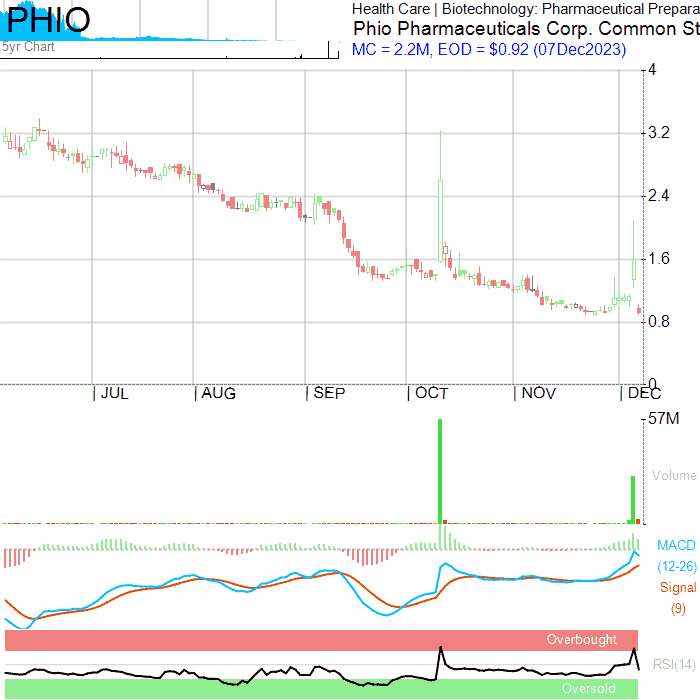 PHIO
5yr Chart
Health Care | Biotechnology: Pharmaceutical Prepara
Phio Pharmaceuticals Corp. Common St
MC = 2.2M, EOD = $0.92 (07Dec2023)
4
3.2
2.4
1.6
0.8
0
JUL AUG SEP OCT NOV DEC
57M
Volume
MACD
(12-26)
Signal
(9)
Overbought
RSI(14)
Oversold